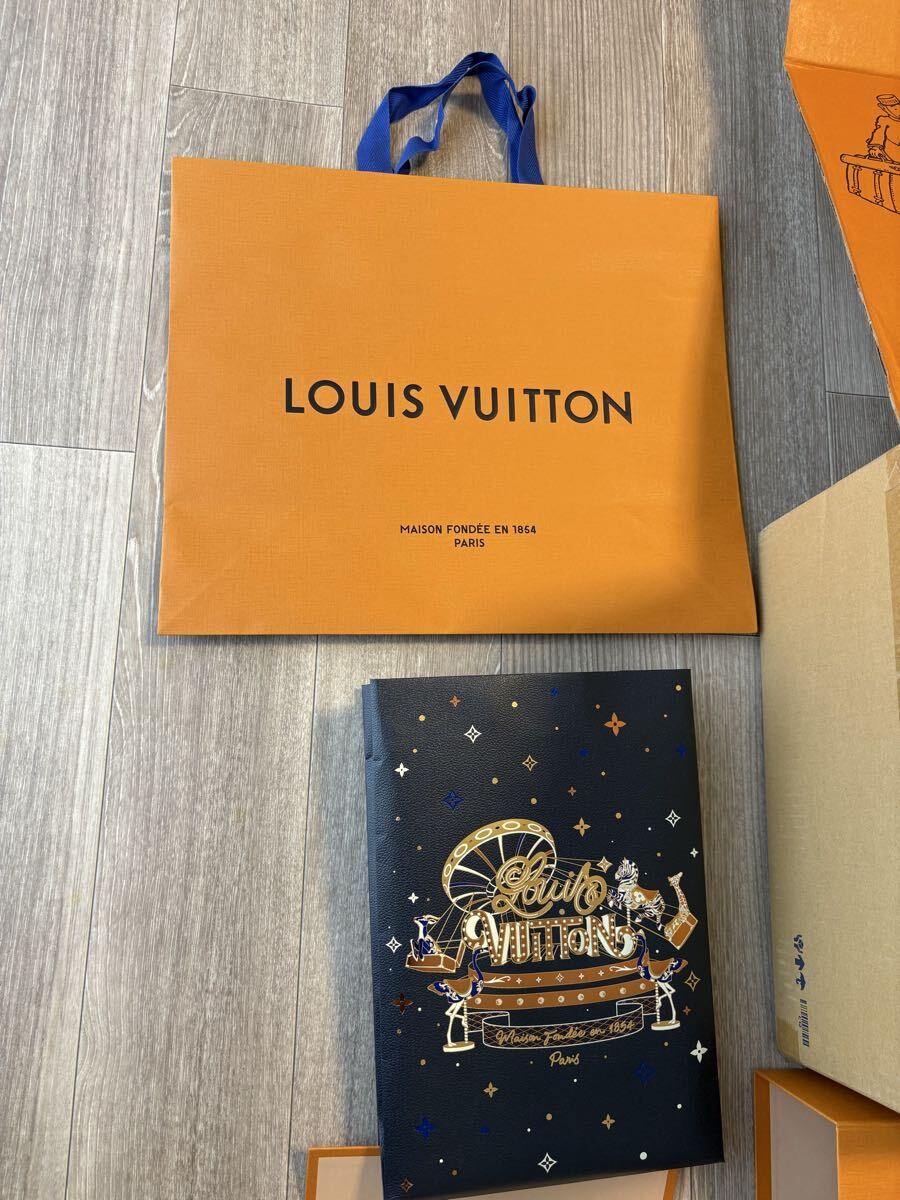 LOUIS VUITTON
MAISON FONDÉE EN 1854
PARIS
Louis
VUITTON
Maison Fondée en 1854
Paris